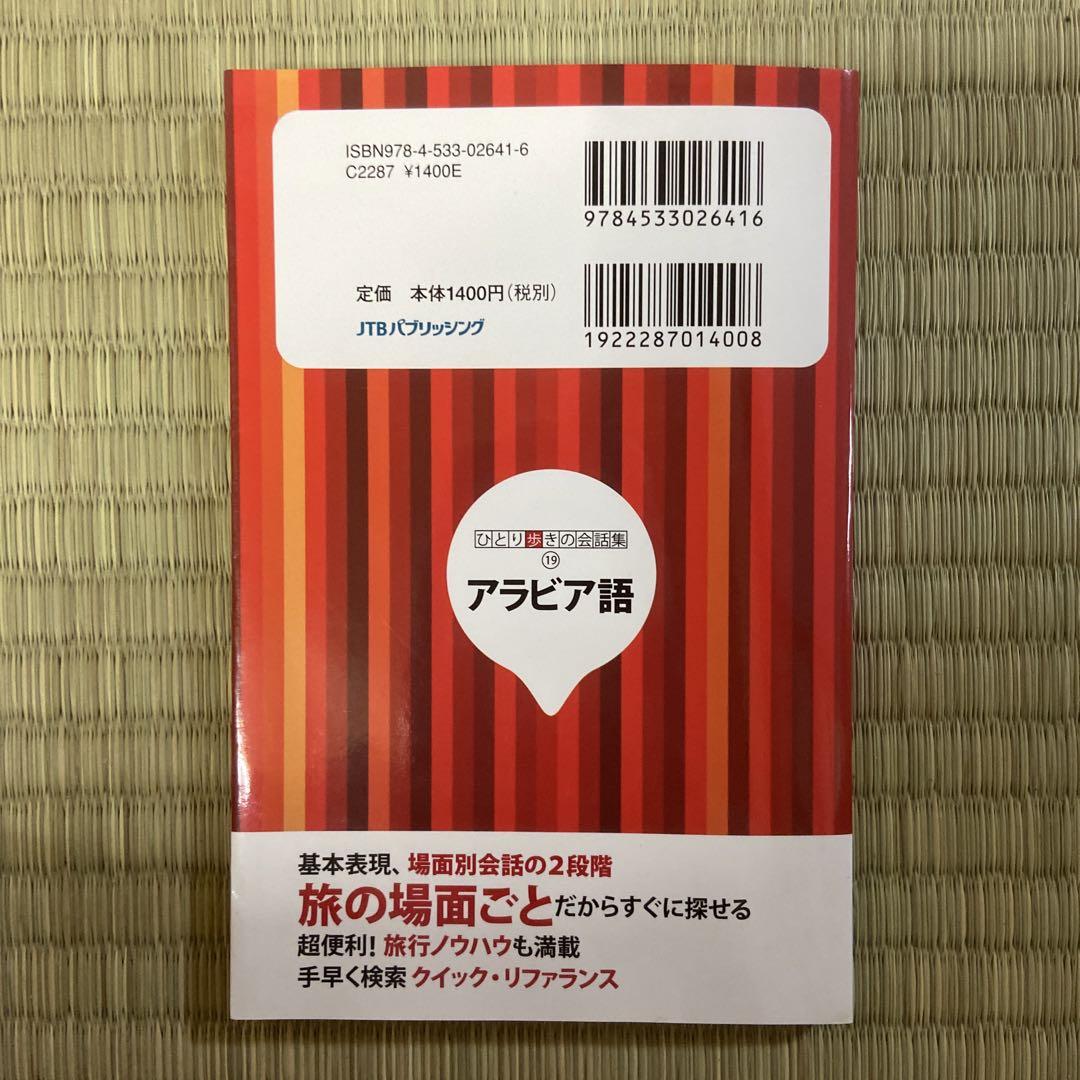 ISBN978-4-533-02641-6
C2287 ¥1400E
9784533026416
定価 本体1400円(税別)
JTBパブリッシング
1922287014008
ひとり歩きの会話集
⑲
アラビア語
基本表現、場面別会話の2段階
旅の場面ごとだからすぐに探せる
超便利!旅行ノウハウも満載
手早く検索 クイック・リファランス